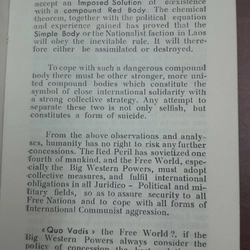 accept an Imposed Solution of coexistence
with a compound Red Body. The chemical
theorem, together with the political equation
and experience gained has proved that the
Simple Body or the Nationalist faction in Laos
will obey the inevitable rule. It will there-
fore either be assimilated or destroyed.
To cope with such a dangerous compound
body there must be other stronger, more uni-
ted compound bodies which constitute the
symbol of close international solidarity with
a strong collective strategy. Any attempt to
separate these two is not only selfish, but
constitutes a form of suicide.
From the above observations and analy-
ses, humanity has no right to risk any further
concessions. The Red Peril has swindled one
fourth of mankind, and the Free World, espe-
cially the Big Western Powers, must adopt
collective measures, and fulfil international
obligations in all Juridico - Political and mi-
litary fields, so as to assure security to all
Free Nations and to cope with all forms of
International Communist aggression.
«Quo Vadis» the Free World ?, if the
Big Western Powers always consider the